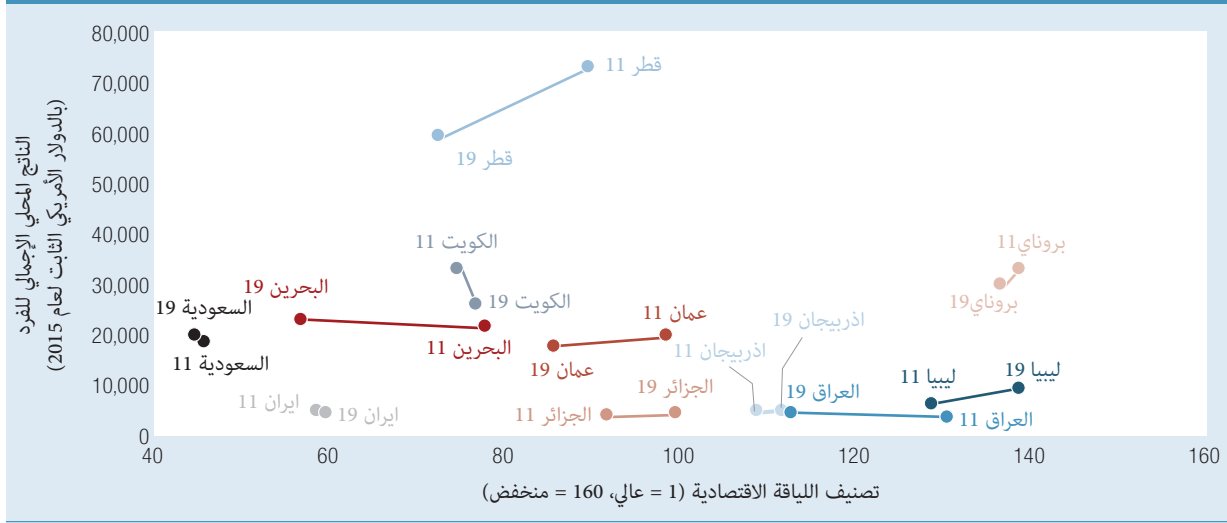 80,000
70,000
60,000
50,000
40,000
30,000
20,000
10,000
0
الناتج المحلي الإجمالي للفرد
(بالدولار الأمريكي الثابت لعام 2015)
قطر 11
قطر 19
الكويت 11
الكويت 19
بروناي11
بروناي19
البحرين 19
البحرين 11
السعودية 19
السعودية 11
عمان 11
عمان 19
اذربيجان 19
اذربيجان 11
ايران 11
ايران 19
الجزائر 19
الجزائر 11
العراق 19
العراق 11
ليبيا 19
ليبيا 11
40 60 80 100 120 140 160
تصنيف اللياقة الاقتصادية (1 = عالي، 160 = منخفض)